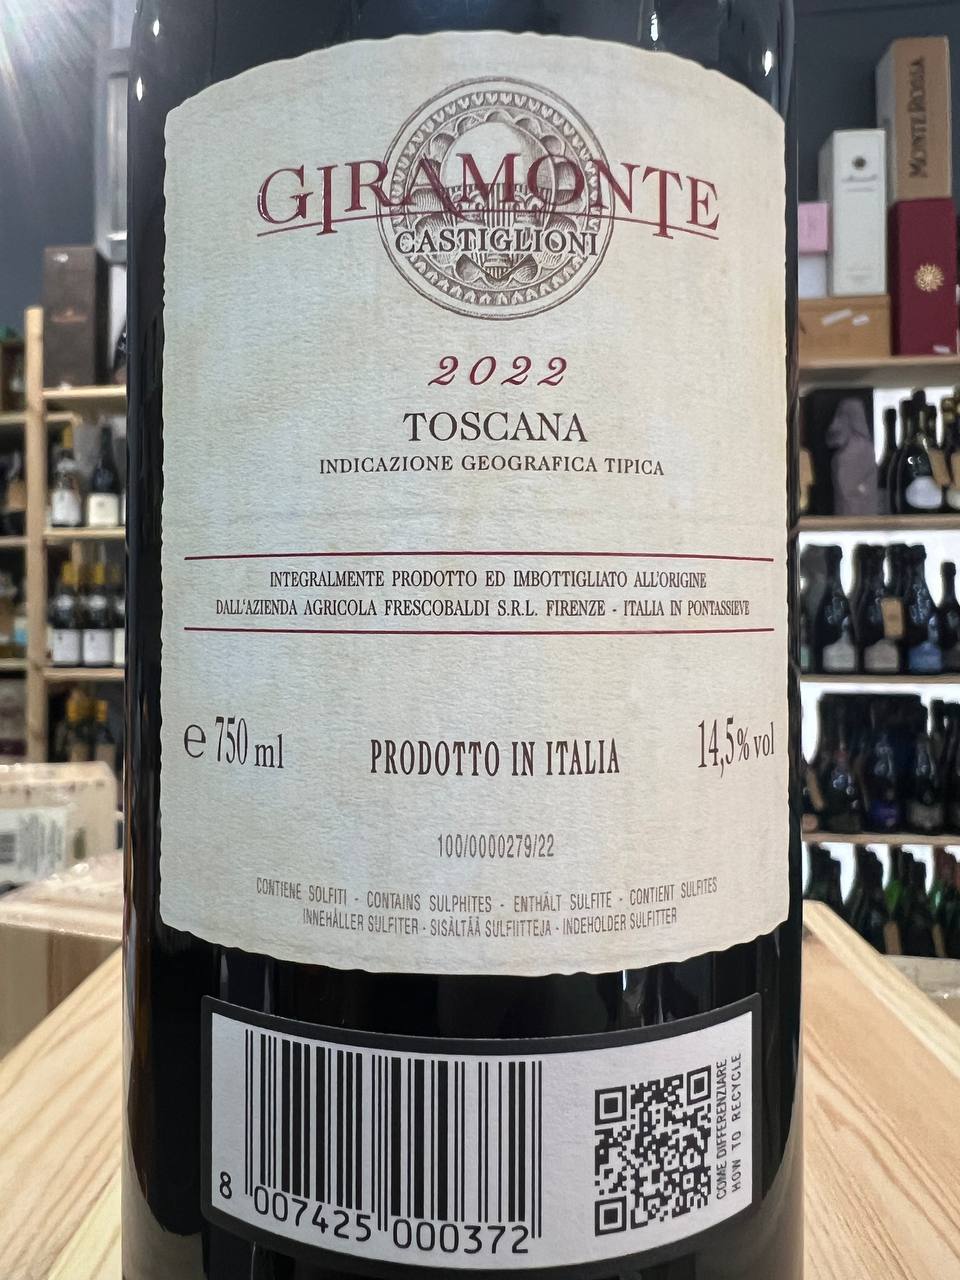 GIRAMONTE
CASTIGLIONI
2022
TOSCANA
INDICAZIONE GEOGRAFICA TIPICA
INTEGRALMENTE PRODOTTO ED IMBOTTIGLIATO ALL'ORIGINE
DALL'AZIENDA AGRICOLA FRESCOBALDI S.R.L. FIRENZE - ITALIA IN PONTASSIEVE
℮ 750 ml PRODOTTO IN ITALIA 14,5% vol
100/0000279/22
CONTIENE SOLFITI - CONTAINS SULPHITES - ENTHÄLT SULFITE - CONTIENT SULFITES
INNEHÅLLER SULFITER - SISÄLTÄÄ SULFIITTEJA - INDEHOLDER SULFITTER
8 007425 000372
COME DIFFERENZIARE
HOW TO RECYCLE
MONTE ROSSA